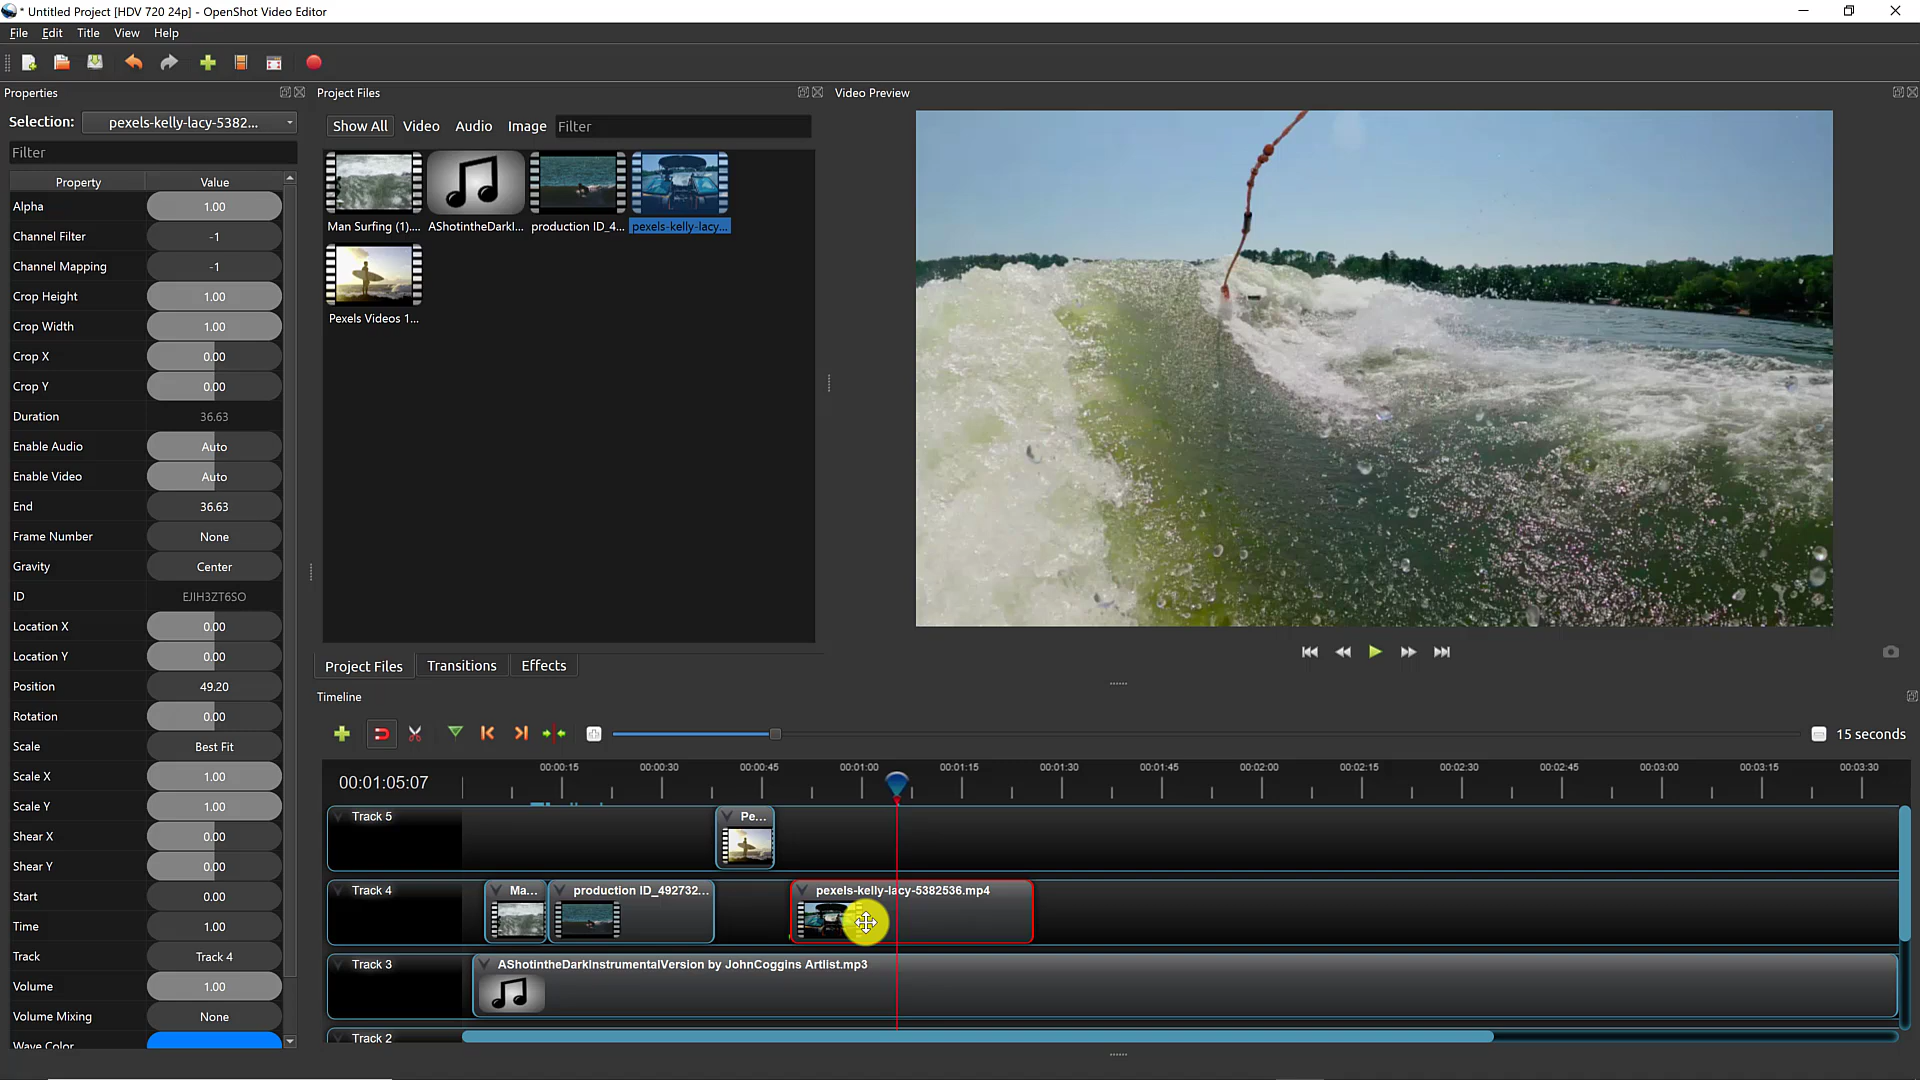 * Untitled Project [HDV 720 24p] - OpenShot Video Editor
File Edit Title View Help
Properties
Selection: pexels-kelly-lacy-5382...
Filter
Property Value
Alpha 1.00
Channel Filter -1
Channel Mapping -1
Crop Height 1.00
Crop Width 1.00
Crop X 0.00
Crop Y 0.00
Duration 36.63
Enable Audio Auto
Enable Video Auto
End 36.63
Frame Number None
Gravity Center
ID EJIH3ZT6SO
Location X 0.00
Location Y 0.00
Position 49.20
Rotation 0.00
Scale Best Fit
Scale X 1.00
Scale Y 1.00
Shear X 0.00
Shear Y 0.00
Start 0.00
Time 1.00
Track Track 4
Volume 1.00
Volume Mixing None
Wave Color
Project Files
Show All Video Audio Image Filter
Man Surfing (1).... AShotintheDarkI... production ID_4... pexels-kelly-lacy...
Pexels Videos 1...
Project Files Transitions Effects
Video Preview
Timeline
15 seconds
00:01:05:07
00:00:15 00:00:30 00:00:45 00:01:00 00:01:15 00:01:30 00:01:45 00:02:00 00:02:15 00:02:30 00:02:45 00:03:00 00:03:15 00:03:30
Track 5 Pe...
Track 4 Ma... production ID_492732... pexels-kelly-lacy-5382536.mp4
Track 3 AShotintheDarkInstrumentalVersion by JohnCoggins Artlist.mp3
Track 2